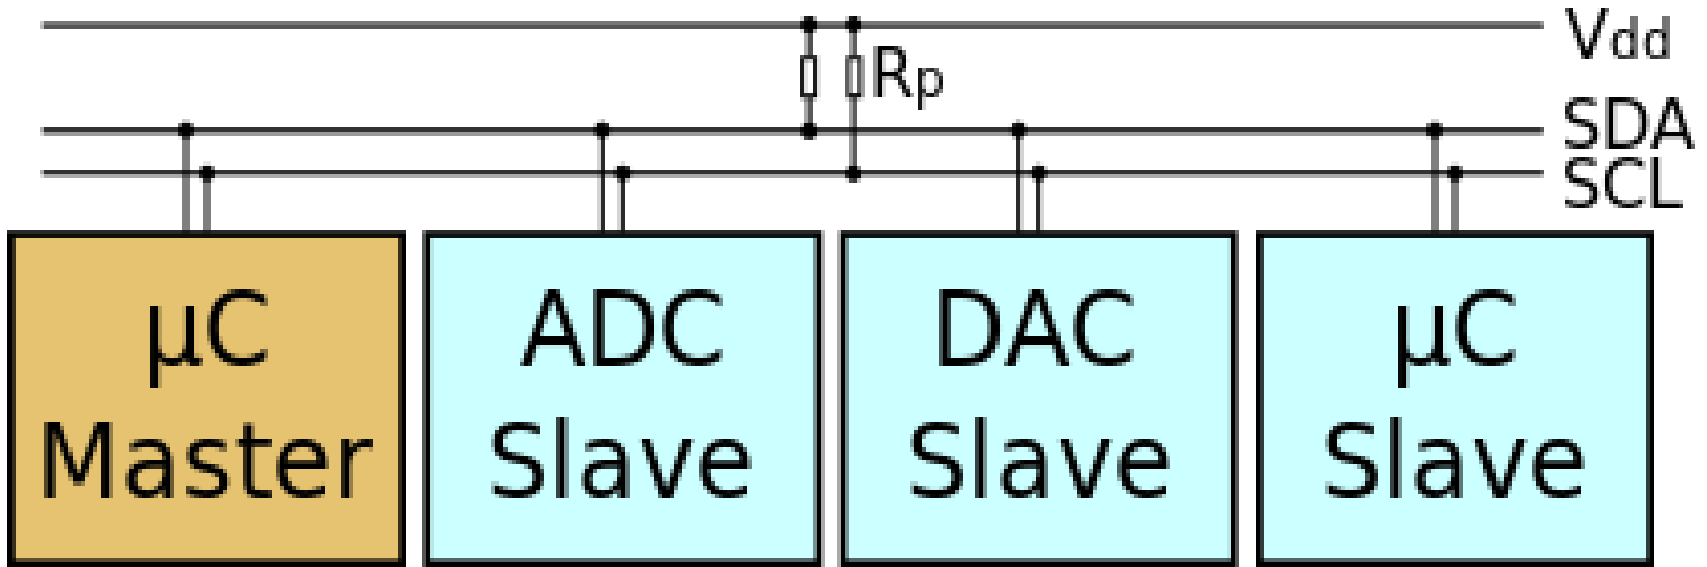 Vdd
Rp
SDA
SCL
µC
Master
ADC
Slave
DAC
Slave
µC
Slave